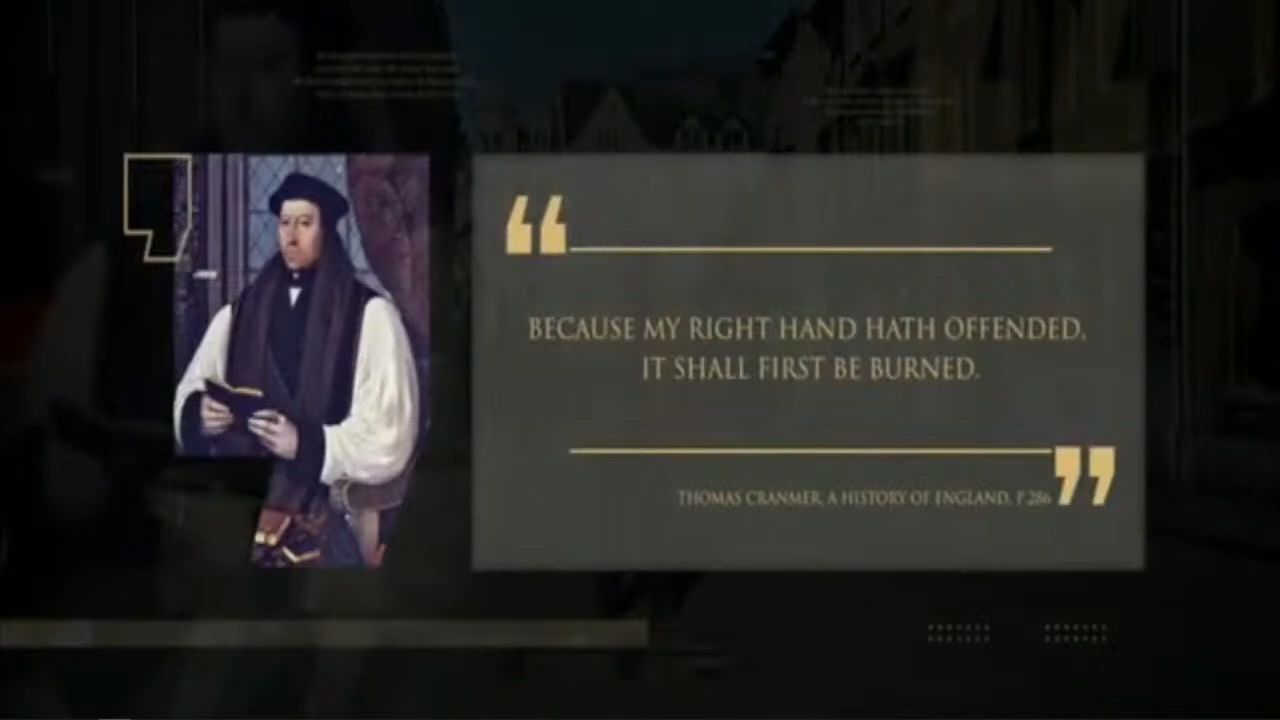 BECAUSE MY RIGHT HAND HATH OFFENDED,
IT SHALL FIRST BE BURNED.
THOMAS CRANMER, A HISTORY OF ENGLAND, P.286